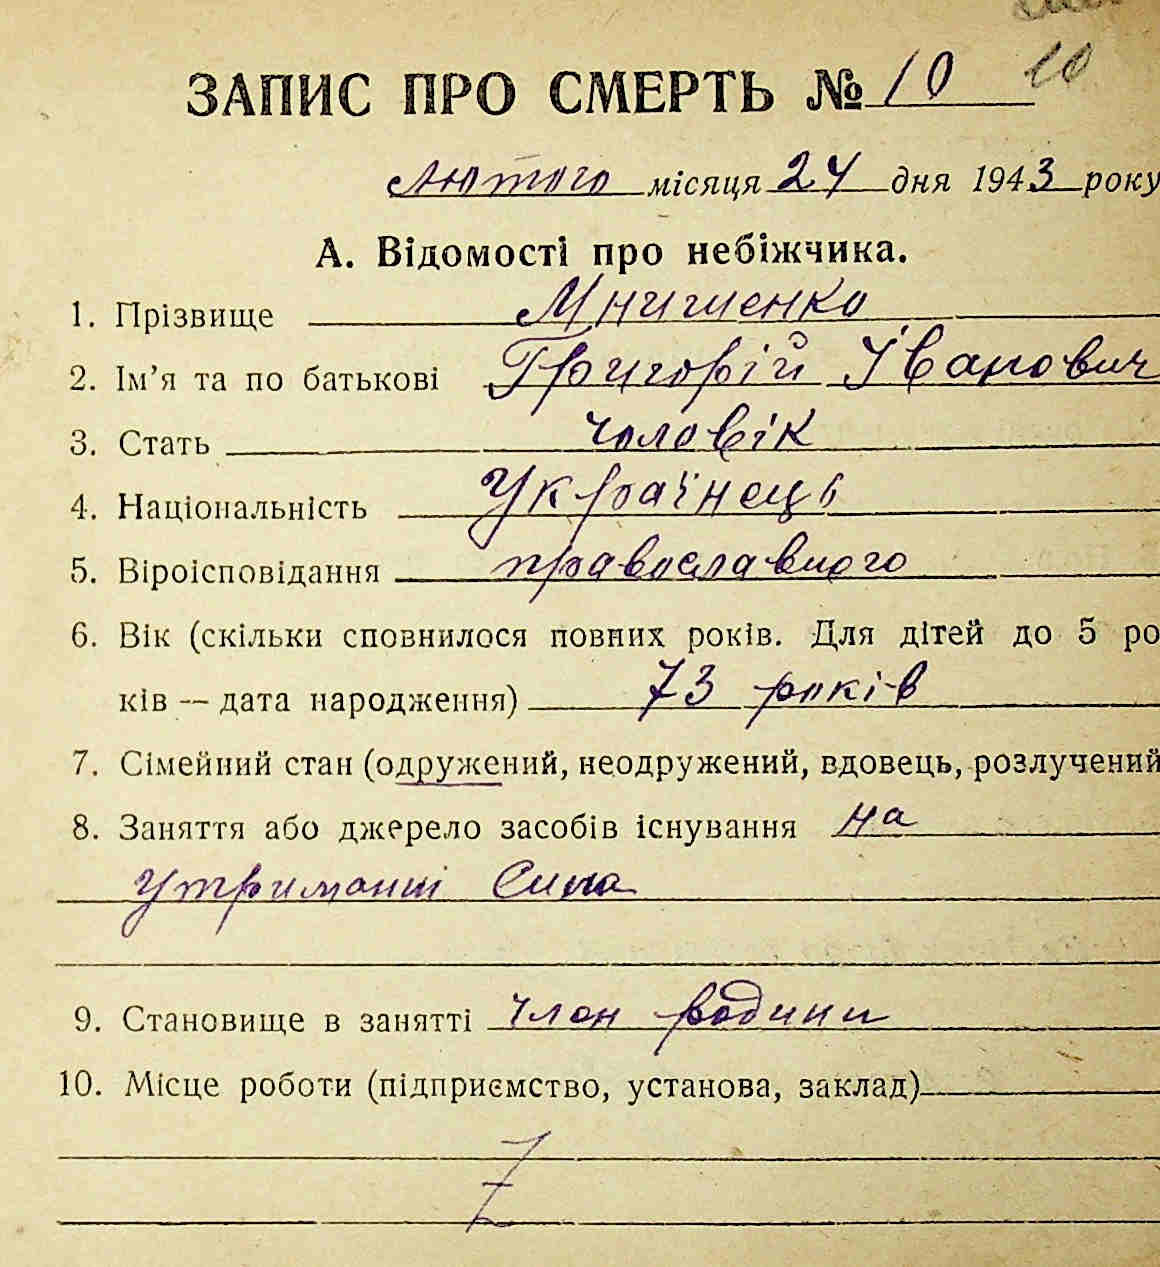 10
ЗАПИС ПРО СМЕРТЬ № 10
лютого місяця 24 дня 1943 року
А. Відомості про небіжчика.
1. Прізвище Мнишенко
2. Ім’я та по батькові Григорій Іванович
3. Стать чоловік
4. Національність Українець
5. Віроісповідання православного
6. Вік (скільки сповнилося повних років. Для дітей до 5 ро
ків — дата народження) 73 років
7. Сімейний стан (одружений, неодружений, вдовець, розлучений
8. Заняття або джерело засобів існування на
утриманні Сина
9. Становище в занятті член родини
10. Місце роботи (підприємство, установа, заклад)